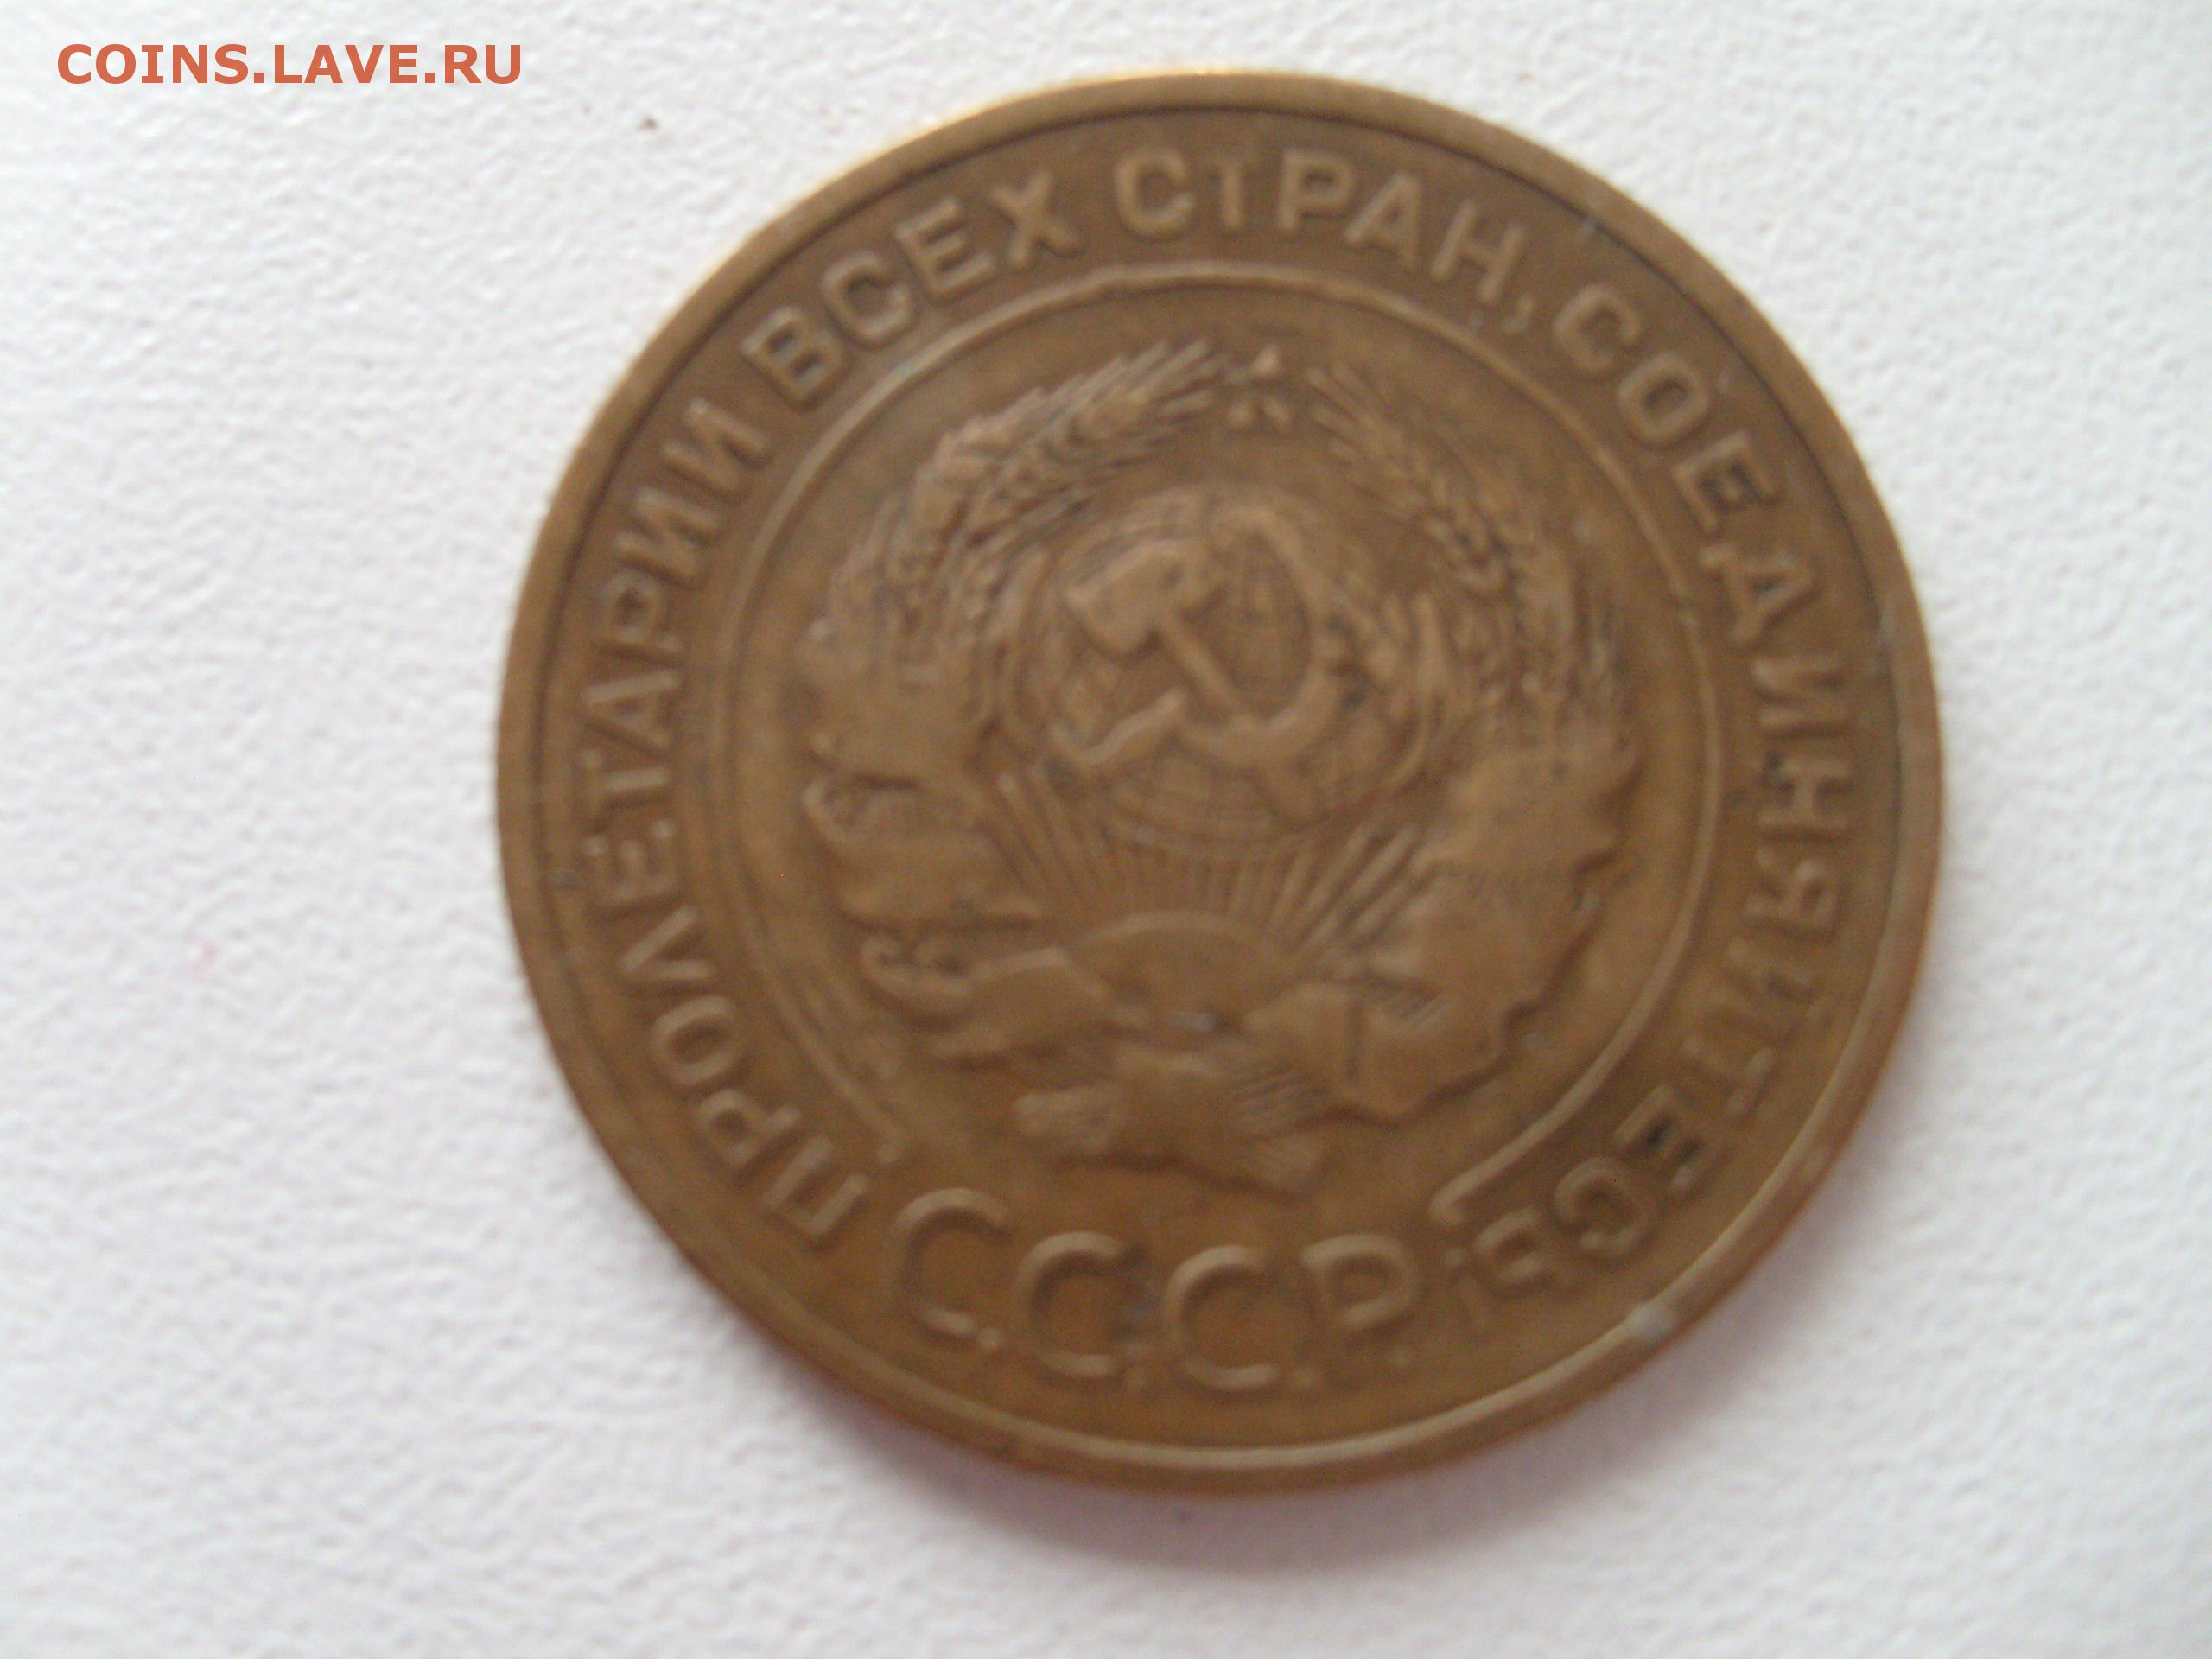 COINS.LAVE.RU
ПРОЛЕТАРИИ ВСЕХ СТРАН, СОЕДИНЯЙТЕСЬ!
С.С.С.Р.